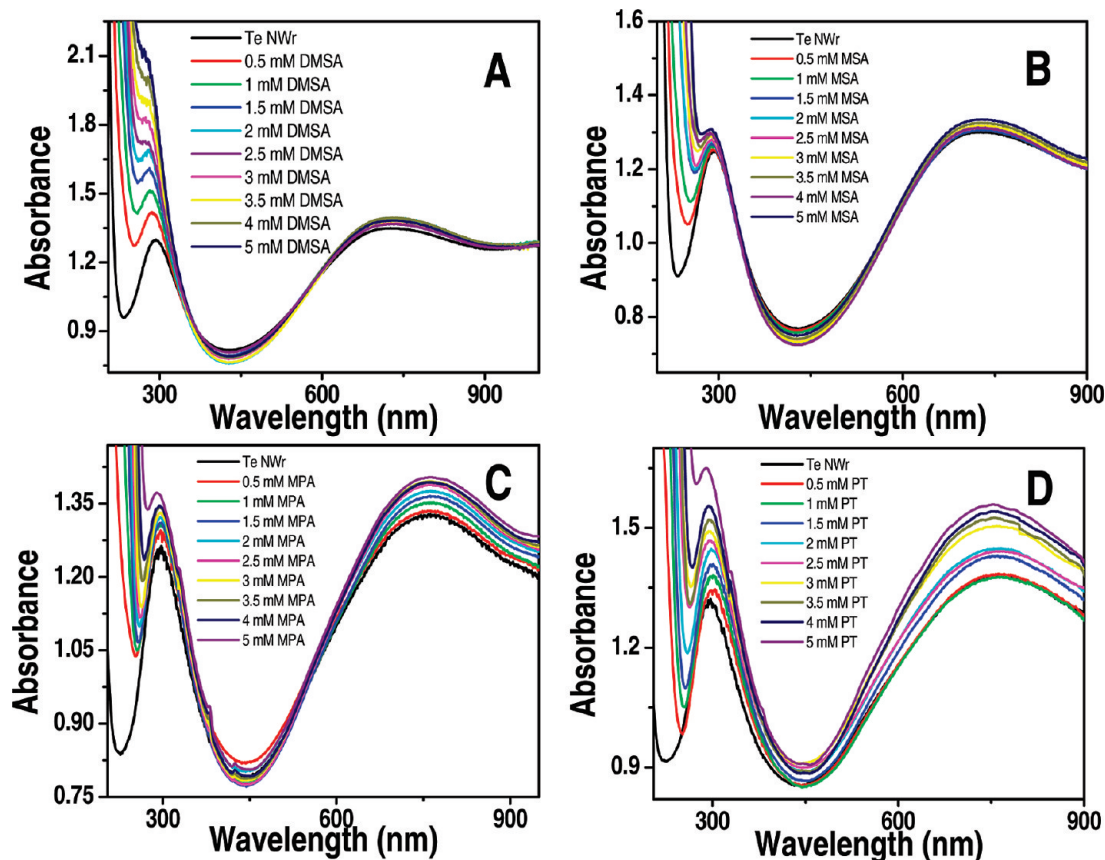 A
Te NWr
0.5 mM DMSA
1 mM DMSA
1.5 mM DMSA
2 mM DMSA
2.5 mM DMSA
3 mM DMSA
3.5 mM DMSA
4 mM DMSA
5 mM DMSA
2.1
1.8
1.5
1.2
0.9
Absorbance
300 600 900
Wavelength (nm)
B
Te NWr
0.5 mM MSA
1 mM MSA
1.5 mM MSA
2 mM MSA
2.5 mM MSA
3 mM MSA
3.5 mM MSA
4 mM MSA
5 mM MSA
1.6
1.4
1.2
1.0
0.8
Absorbance
300 600 900
Wavelength (nm)
C
Te NWr
0.5 mM MPA
1 mM MPA
1.5 mM MPA
2 mM MPA
2.5 mM MPA
3 mM MPA
3.5 mM MPA
4 mM MPA
5 mM MPA
1.35
1.20
1.05
0.90
0.75
Absorbance
300 600 900
Wavelength (nm)
D
Te NWr
0.5 mM PT
1 mM PT
1.5 mM PT
2 mM PT
2.5 mM PT
3 mM PT
3.5 mM PT
4 mM PT
5 mM PT
1.5
1.2
0.9
Absorbance
300 600 900
Wavelength (nm)